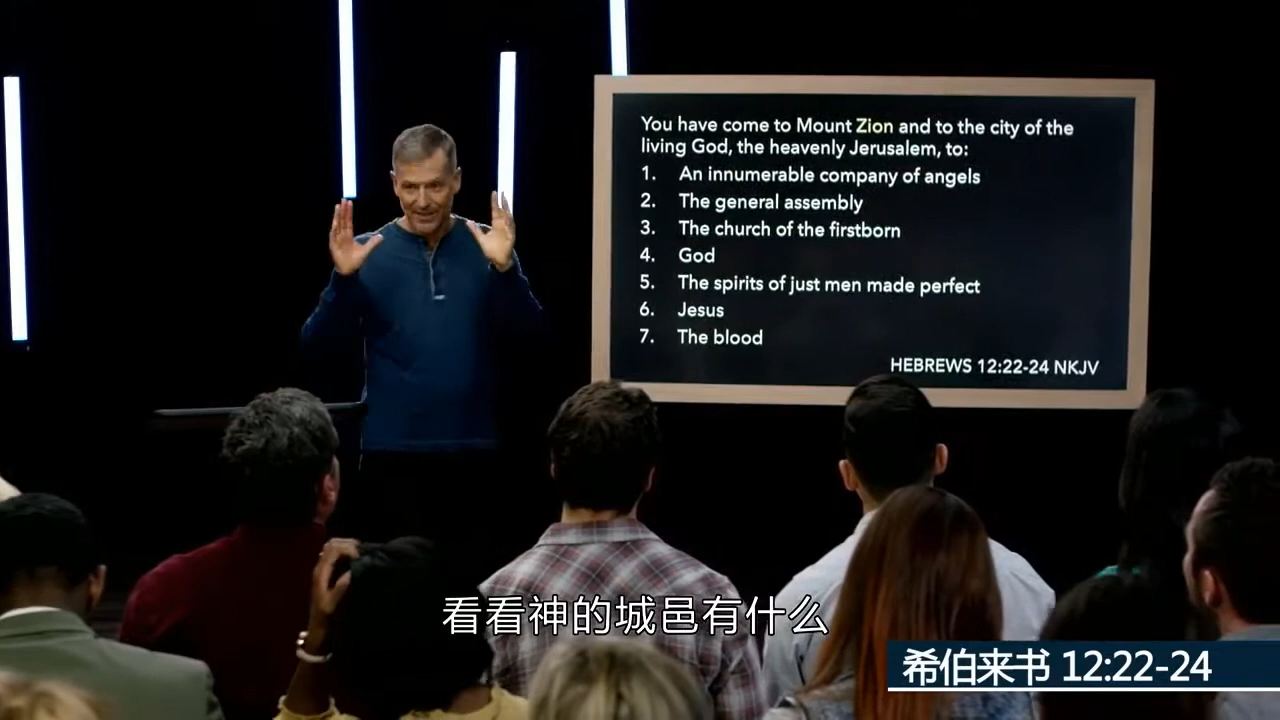 You have come to Mount Zion and to the city of the
living God, the heavenly Jerusalem, to:
1. An innumerable company of angels
2. The general assembly
3. The church of the firstborn
4. God
5. The spirits of just men made perfect
6. Jesus
7. The blood
HEBREWS 12:22-24 NKJV
看看神的城邑有什么
希伯来书 12:22-24